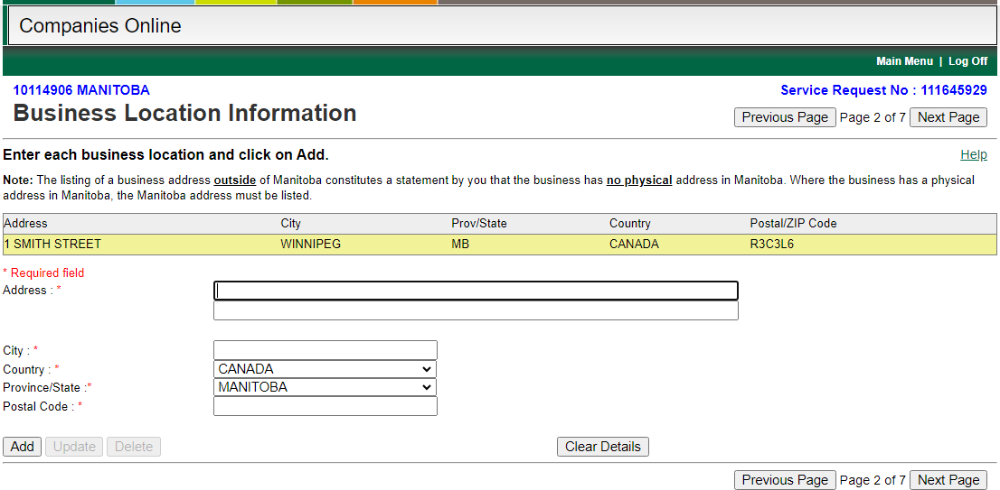 Companies Online
Main Menu | Log Off
10114906 MANITOBA
Service Request No : 111645929
Business Location Information
Previous Page Page 2 of 7 Next Page
Enter each business location and click on Add.
Help
Note: The listing of a business address outside of Manitoba constitutes a statement by you that the business has no physical address in Manitoba. Where the business has a physical
address in Manitoba, the Manitoba address must be listed.
Address City Prov/State Country Postal/ZIP Code
1 SMITH STREET WINNIPEG MB CANADA R3C3L6
* Required field
Address : *
City : *
Country : * CANADA
Province/State :* MANITOBA
Postal Code : *
Add Update Delete Clear Details
Previous Page Page 2 of 7 Next Page